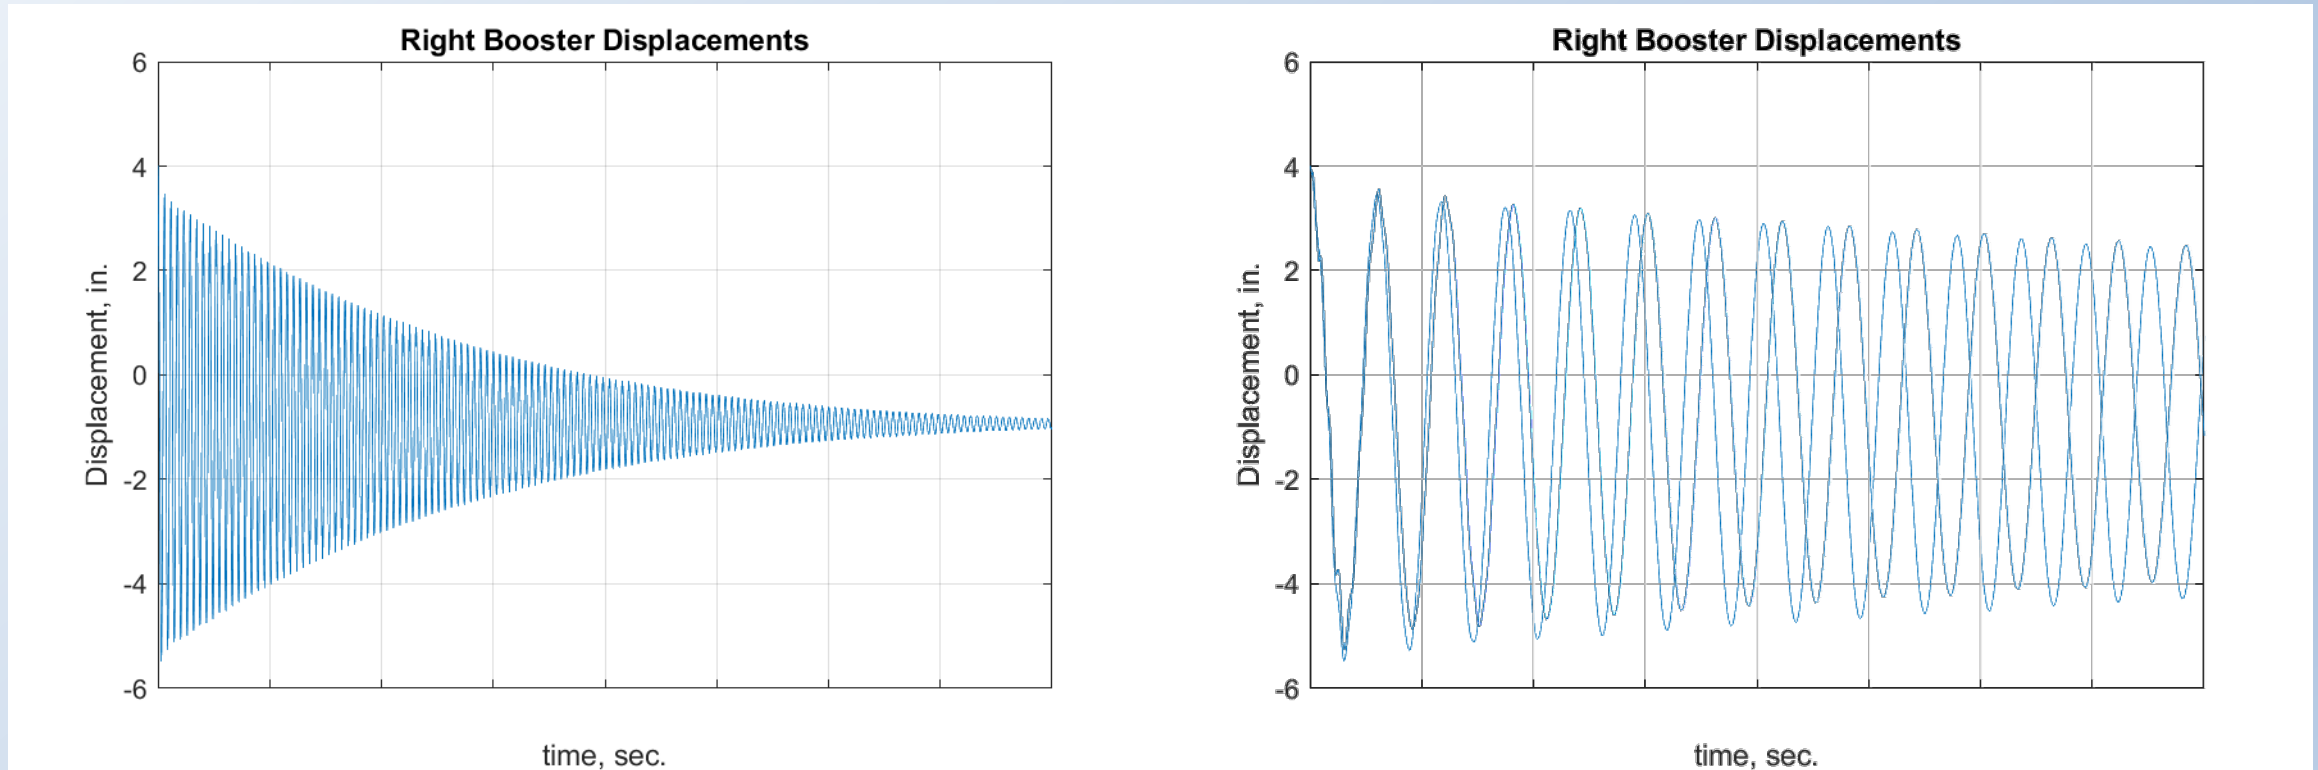 Right Booster Displacements
6
4
2
0
-2
-4
-6
Displacement, in.
time, sec.
Right Booster Displacements
6
4
2
0
-2
-4
-6
Displacement, in.
time, sec.